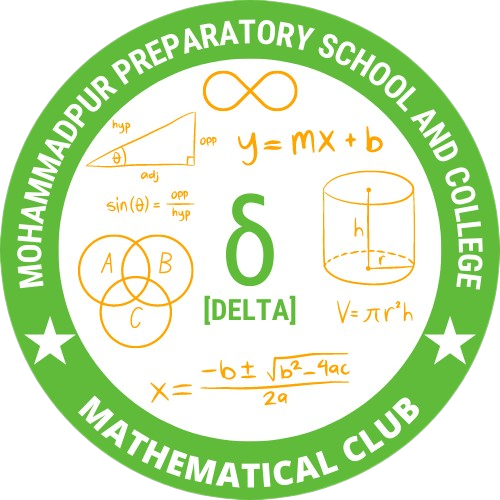 MOHAMMADPUR PREPARATORY SCHOOL AND COLLEGE
∞
hyp
opp
θ
adj
y = mx + b
sin(θ) = opp/hyp
A B
C
δ
[DELTA]
h
r
V = πr²h
x = -b ± √b²-4ac / 2a
MATHEMATICAL CLUB